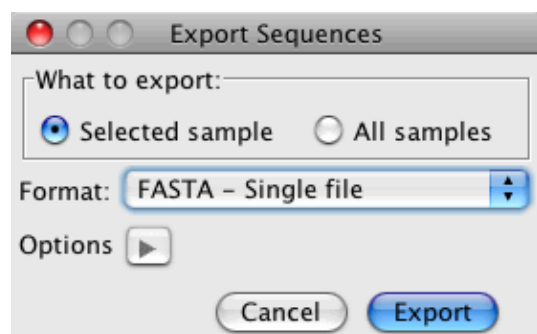 Export Sequences
What to export:
Selected sample All samples
Format: FASTA – Single file
Options
Cancel Export